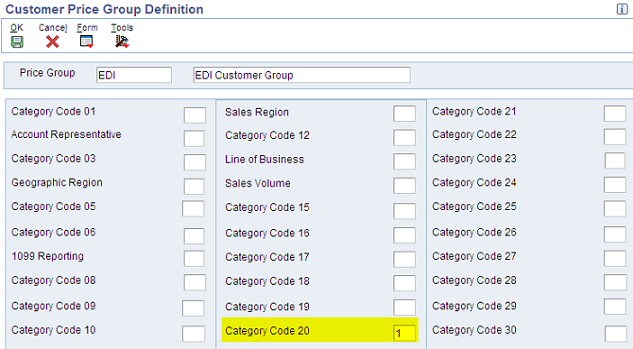 Customer Price Group Definition
OK Cancel Form Tools
Price Group EDI EDI Customer Group
Category Code 01 Sales Region Category Code 21
Account Representative Category Code 12 Category Code 22
Category Code 03 Line of Business Category Code 23
Geographic Region Sales Volume Category Code 24
Category Code 05 Category Code 15 Category Code 25
Category Code 06 Category Code 16 Category Code 26
1099 Reporting Category Code 17 Category Code 27
Category Code 08 Category Code 18 Category Code 28
Category Code 09 Category Code 19 Category Code 29
Category Code 10 Category Code 20 1 Category Code 30